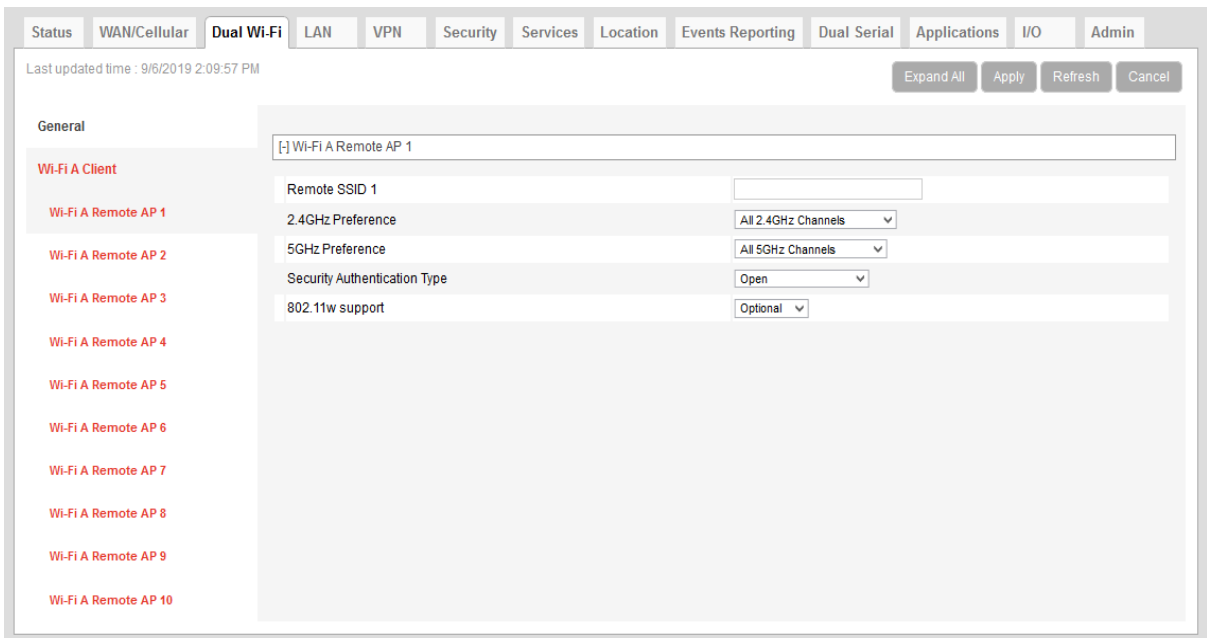 Status WAN/Cellular Dual Wi-Fi LAN VPN Security Services Location Events Reporting Dual Serial Applications I/O Admin
Last updated time : 9/6/2019 2:09:57 PM
Expand All Apply Refresh Cancel
General
Wi-Fi A Client
Wi-Fi A Remote AP 1
Wi-Fi A Remote AP 2
Wi-Fi A Remote AP 3
Wi-Fi A Remote AP 4
Wi-Fi A Remote AP 5
Wi-Fi A Remote AP 6
Wi-Fi A Remote AP 7
Wi-Fi A Remote AP 8
Wi-Fi A Remote AP 9
Wi-Fi A Remote AP 10
[-] Wi-Fi A Remote AP 1
Remote SSID 1
2.4GHz Preference All 2.4GHz Channels
5GHz Preference All 5GHz Channels
Security Authentication Type Open
802.11w support Optional